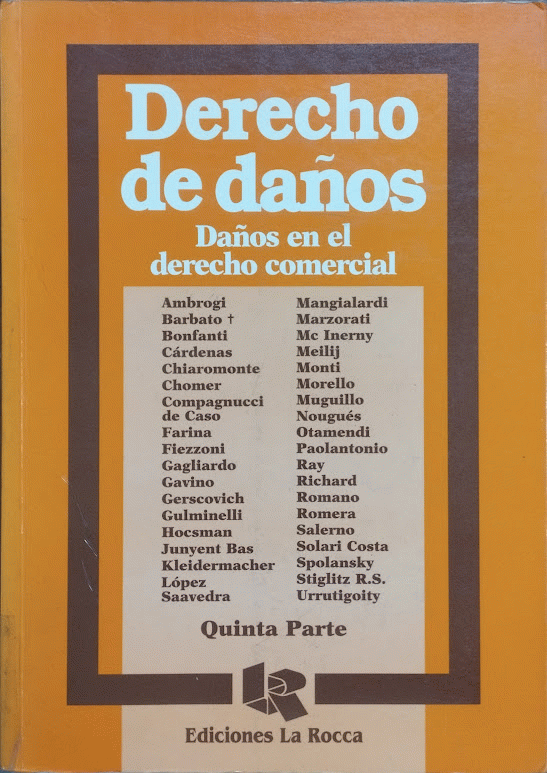 Derecho
de daños
Daños en el
derecho comercial
Ambrogi
Barbato †
Bonfanti
Cárdenas
Chiaromonte
Chomer
Compagnucci
de Caso
Farina
Fiezzoni
Gagliardo
Gavino
Gerscovich
Gulminelli
Hocsman
Junyent Bas
Kleidermacher
López
Saavedra
Mangialardi
Marzorati
Mc Inerny
Meilij
Monti
Morello
Muguillo
Nougués
Otamendi
Paolantonio
Ray
Richard
Romano
Romera
Salerno
Solari Costa
Spolansky
Stiglitz R.S.
Urrutigoity
Quinta Parte
LR
Ediciones La Rocca